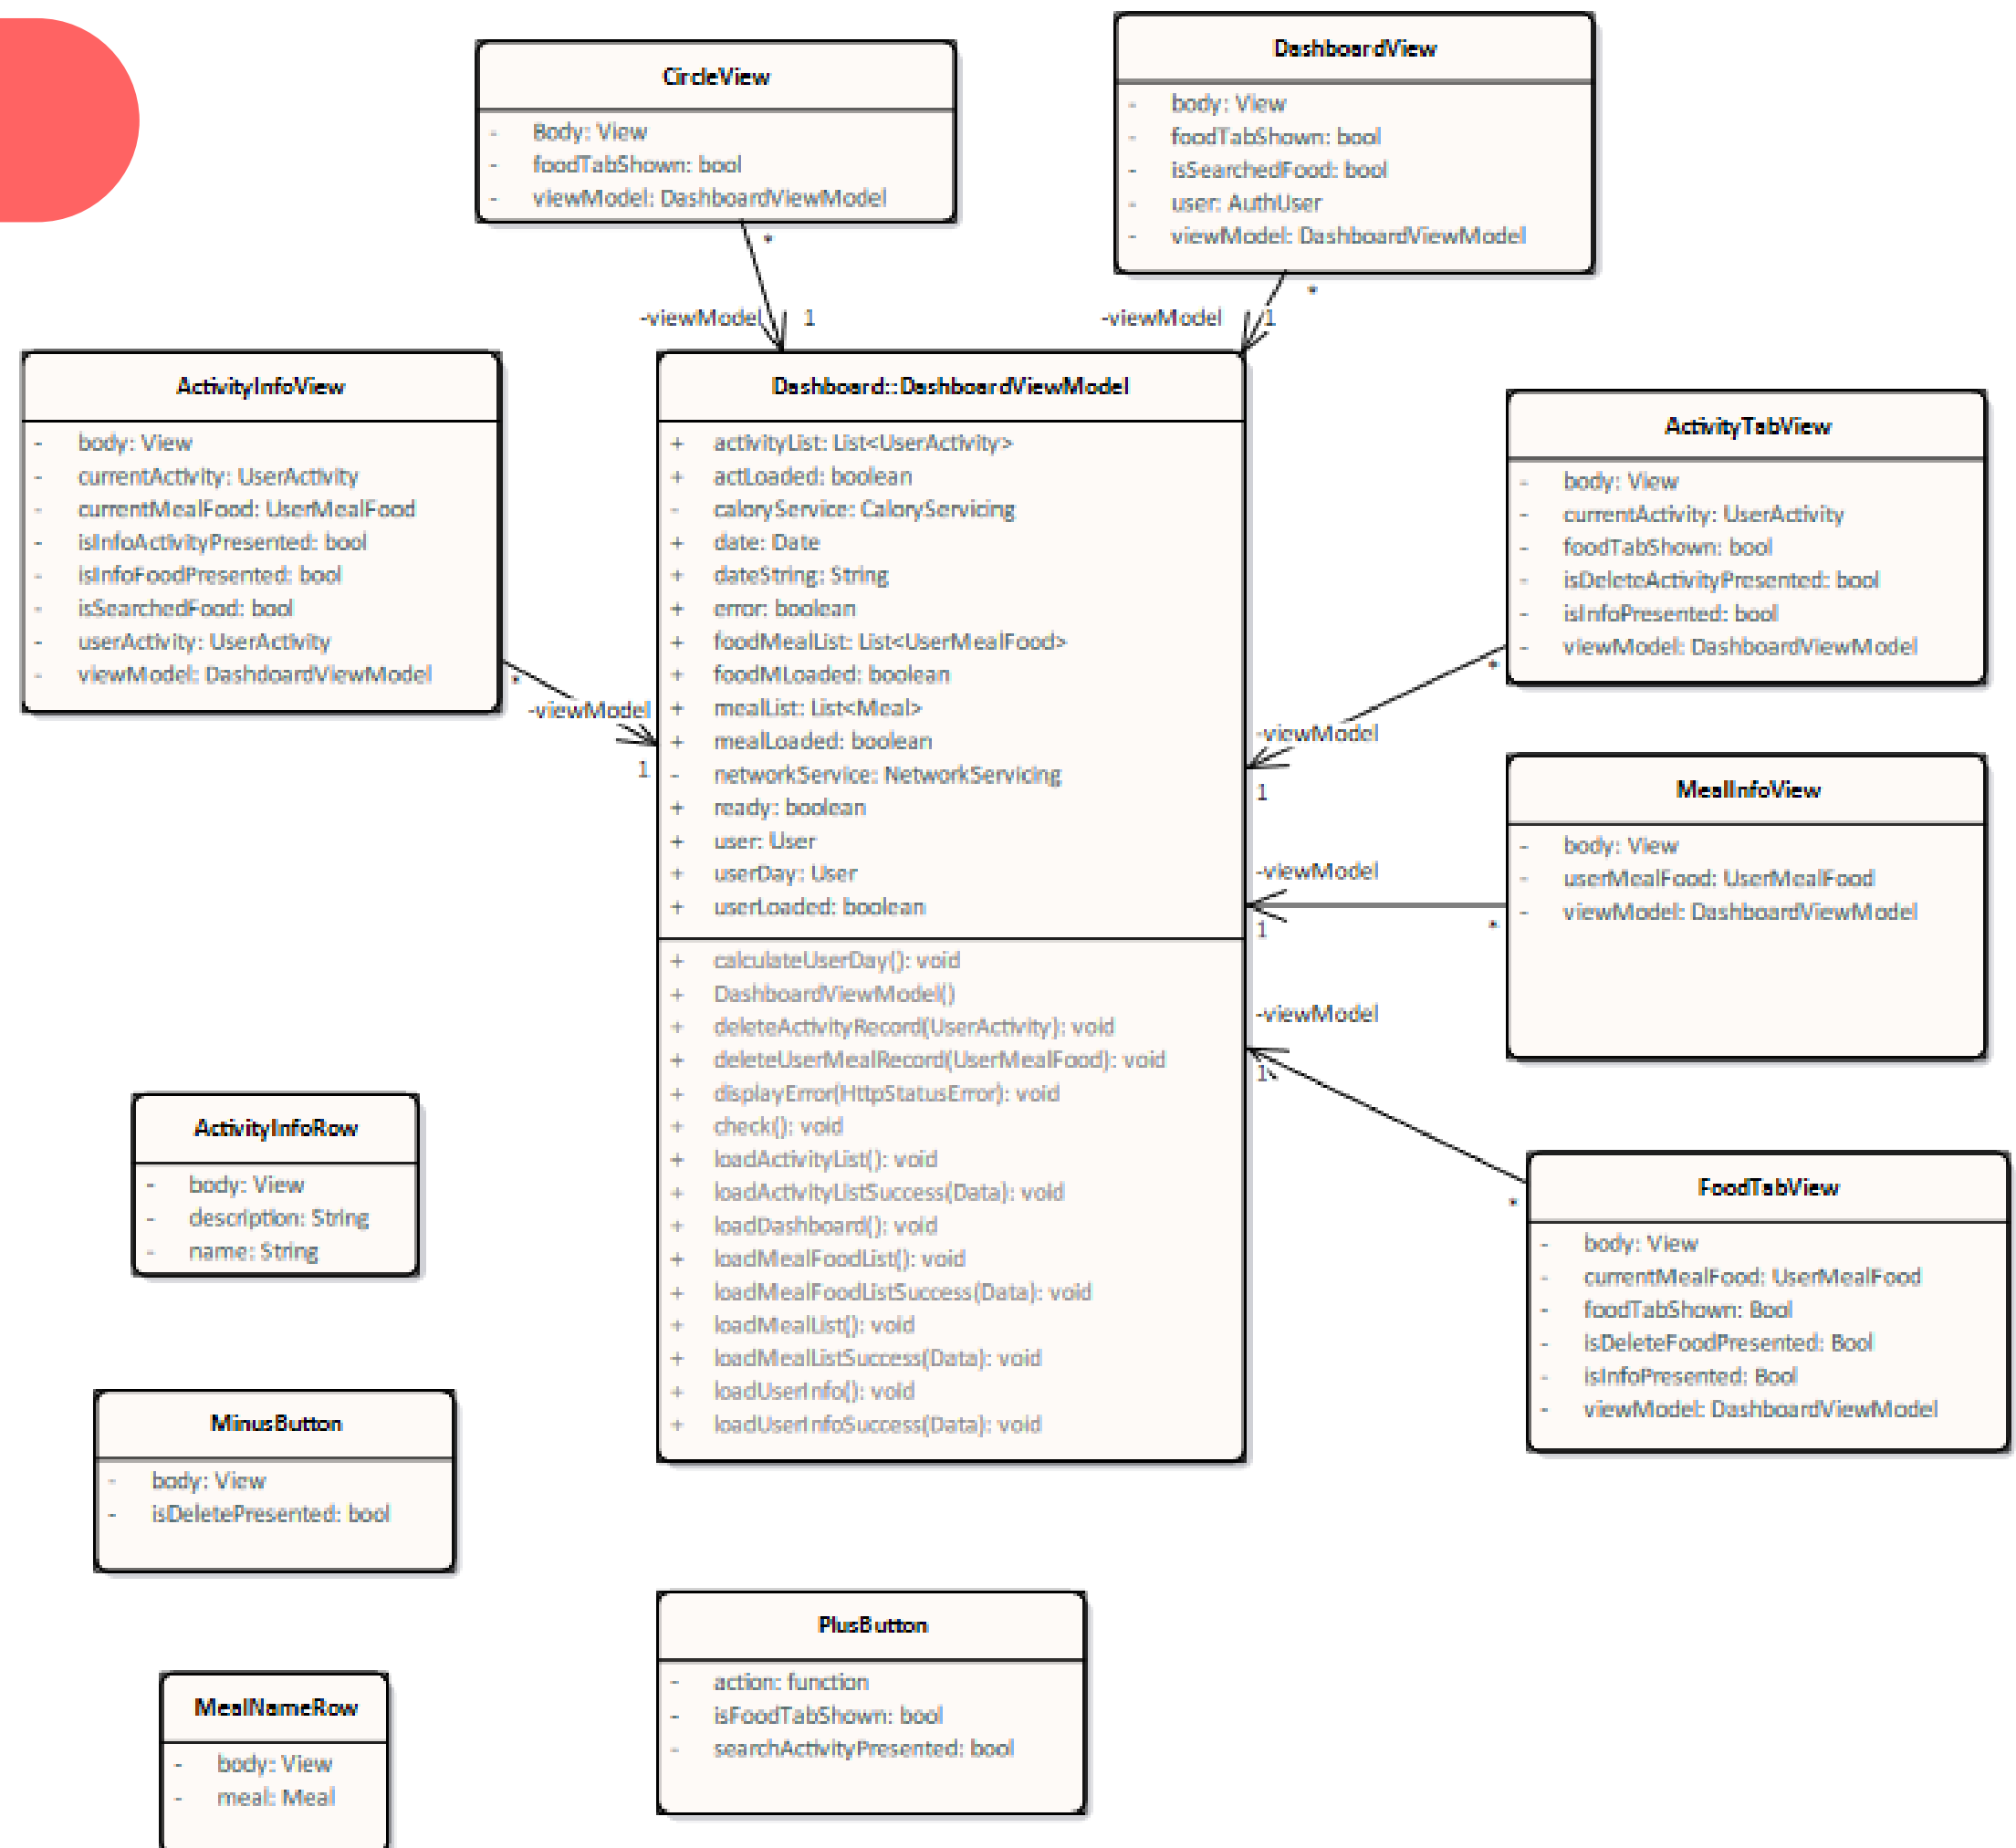 CircleView
- Body: View
- foodTabShown: bool
- viewModel: DashboardViewModel
DashboardView
- body: View
- foodTabShown: bool
- isSearchedFood: bool
- user: AuthUser
- viewModel: DashboardViewModel
*
-viewModel
1
*
-viewModel
1
ActivityInfoView
- body: View
- currentActivity: UserActivity
- currentMealFood: UserMealFood
- isInfoActivityPresented: bool
- isInfoFoodPresented: bool
- isSearchedFood: bool
- userActivity: UserActivity
- viewModel: DashdoardViewModel
*
-viewModel
1
Dashboard::DashboardViewModel
+ activityList: List<UserActivity>
+ actLoaded: boolean
- caloryService: CaloryServicing
+ date: Date
+ dateString: String
+ error: boolean
+ foodMealList: List<UserMealFood>
+ foodMLoaded: boolean
+ mealList: List<Meal>
+ mealLoaded: boolean
- networkService: NetworkServicing
+ ready: boolean
+ user: User
+ userDay: User
+ userLoaded: boolean
+ calculateUserDay(): void
+ DashboardViewModel()
+ deleteActivityRecord(UserActivity): void
+ deleteUserMealRecord(UserMealFood): void
+ displayError(HttpStatusError): void
+ check(): void
+ loadActivityList(): void
+ loadActivityListSuccess(Data): void
+ loadDashboard(): void
+ loadMealFoodList(): void
+ loadMealFoodListSuccess(Data): void
+ loadMealList(): void
+ loadMealListSuccess(Data): void
+ loadUserInfo(): void
+ loadUserInfoSuccess(Data): void
ActivityTabView
- body: View
- currentActivity: UserActivity
- foodTabShown: bool
- isDeleteActivityPresented: bool
- isInfoPresented: bool
- viewModel: DashboardViewModel
*
-viewModel
1
MealInfoView
- body: View
- userMealFood: UserMealFood
- viewModel: DashboardViewModel
-viewModel
1
*
-viewModel
1
*
FoodTabView
- body: View
- currentMealFood: UserMealFood
- foodTabShown: Bool
- isDeleteFoodPresented: Bool
- isInfoPresented: Bool
- viewModel: DashboardViewModel
ActivityInfoRow
- body: View
- description: String
- name: String
MinusButton
- body: View
- isDeletePresented: bool
PlusButton
- action: function
- isFoodTabShown: bool
- searchActivityPresented: bool
MealNameRow
- body: View
- meal: Meal